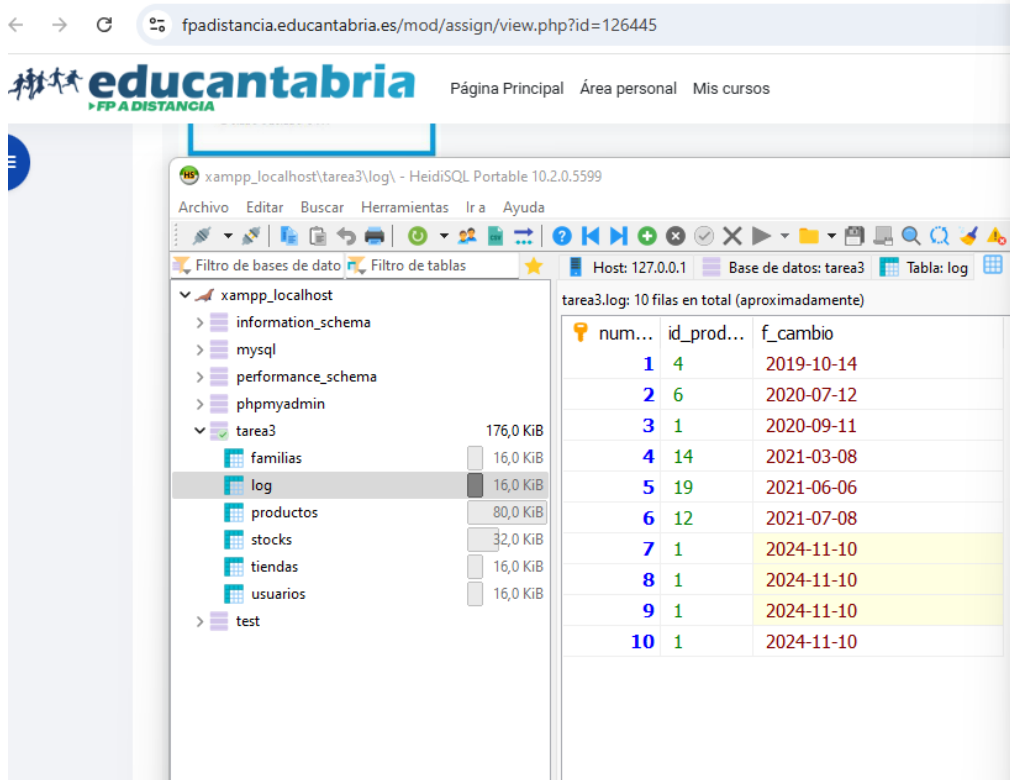 fpadistancia.educantabria.es/mod/assign/view.php?id=126445
educantabria
FP A DISTANCIA
Página Principal Área personal Mis cursos
HS xampp_localhost\tarea3\log\ - HeidiSQL Portable 10.2.0.5599
Archivo Editar Buscar Herramientas Ir a Ayuda
Filtro de bases de dato Filtro de tablas
Host: 127.0.0.1 Base de datos: tarea3 Tabla: log
xampp_localhost
information_schema
mysql
performance_schema
phpmyadmin
tarea3 176,0 KiB
familias 16,0 KiB
log 16,0 KiB
productos 80,0 KiB
stocks 32,0 KiB
tiendas 16,0 KiB
usuarios 16,0 KiB
test
tarea3.log: 10 filas en total (aproximadamente)
num... id_prod... f_cambio
1 4 2019-10-14
2 6 2020-07-12
3 1 2020-09-11
4 14 2021-03-08
5 19 2021-06-06
6 12 2021-07-08
7 1 2024-11-10
8 1 2024-11-10
9 1 2024-11-10
10 1 2024-11-10